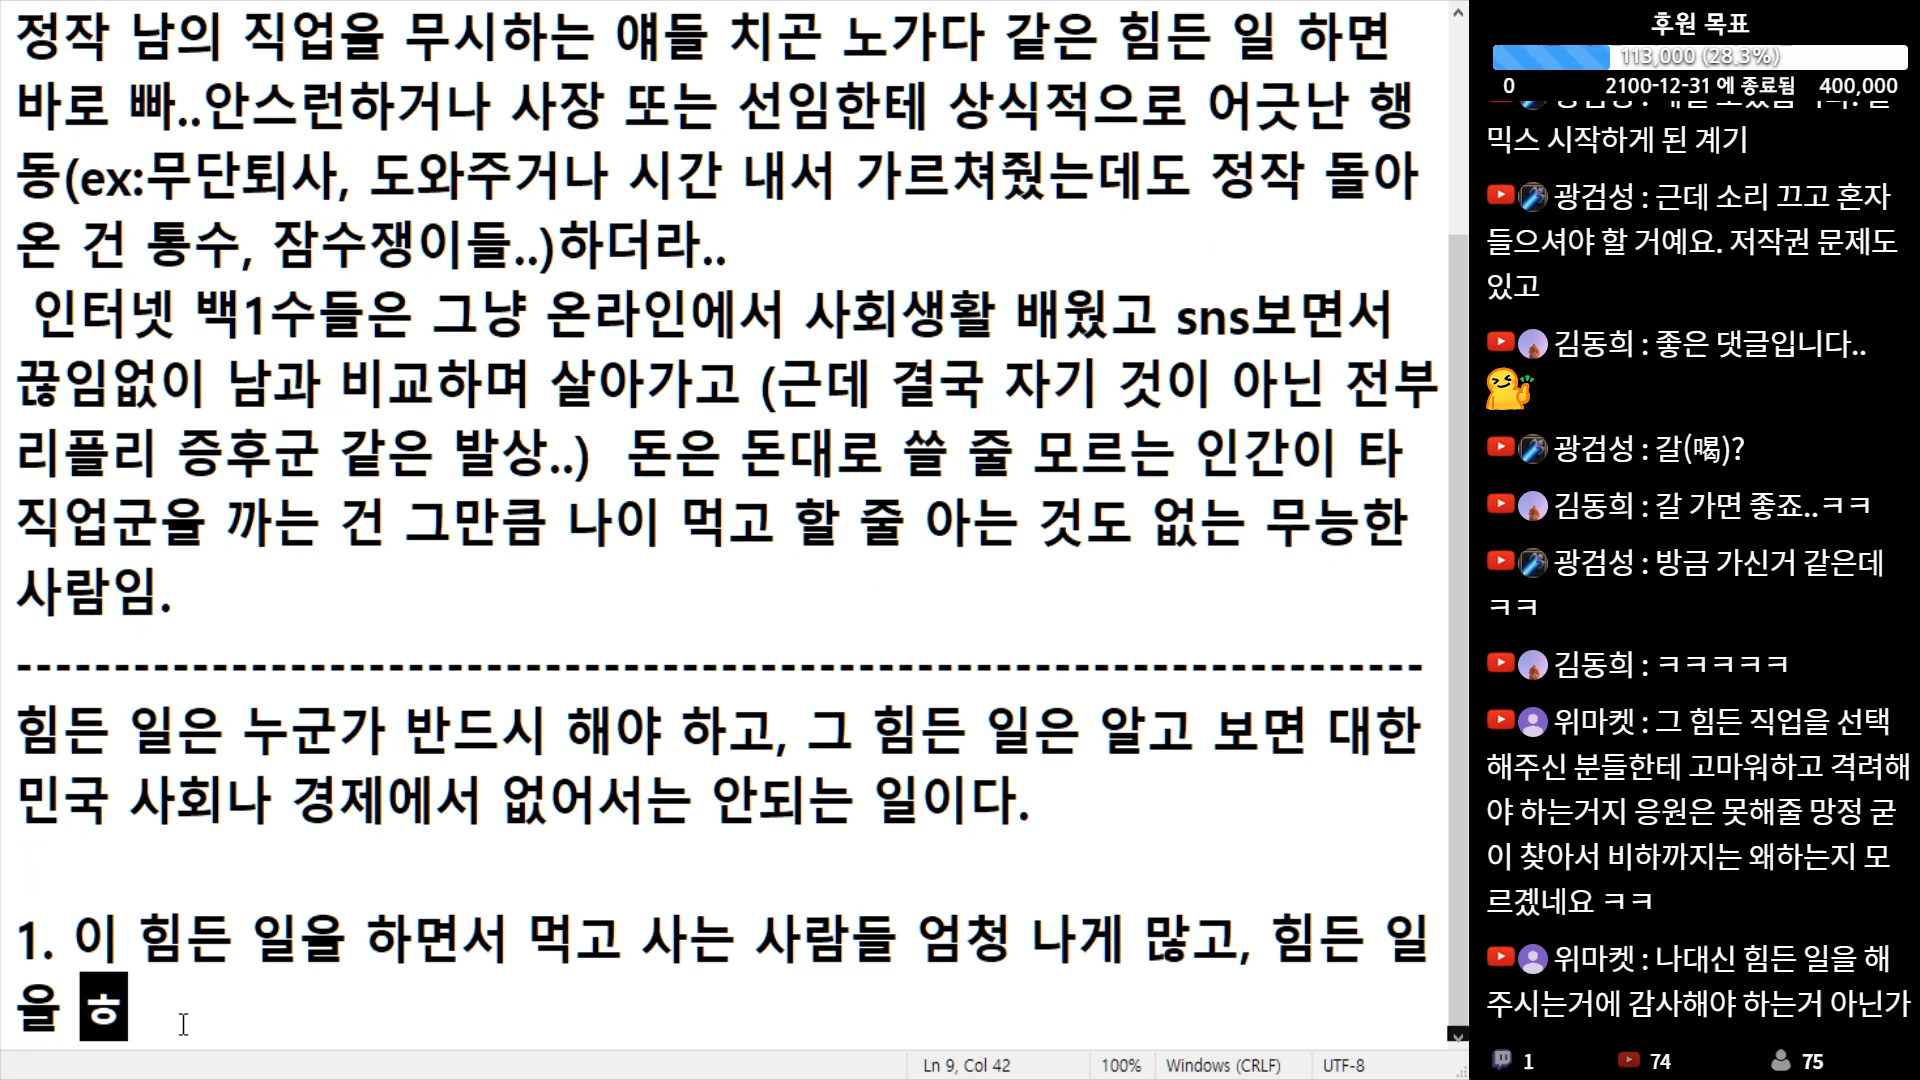 정작 남의 직업을 무시하는 얘들 치곤 노가다 같은 힘든 일 하면
바로 빠..안스런하거나 사장 또는 선임한테 상식적으로 어긋난 행
동(ex:무단퇴사, 도와주거나 시간 내서 가르쳐줬는데도 정작 돌아
온 건 통수, 잠수쟁이들..)하더라..
인터넷 백1수들은 그냥 온라인에서 사회생활 배웠고 sns보면서
끊임없이 남과 비교하며 살아가고 (근데 결국 자기 것이 아닌 전부
리플리 증후군 같은 발상..) 돈은 돈대로 쓸 줄 모르는 인간이 타
직업군을 까는 건 그만큼 나이 먹고 할 줄 아는 것도 없는 무능한
사람임.
--------------------------------------------------------------------------
힘든 일은 누군가 반드시 해야 하고, 그 힘든 일은 알고 보면 대한
민국 사회나 경제에서 없어서는 안되는 일이다.
1. 이 힘든 일을 하면서 먹고 사는 사람들 엄청 나게 많고, 힘든 일
을 ㅎ
Ln 9, Col 42
100%
Windows (CRLF)
UTF-8
후원 목표
113,000 (28.3%)
0 2100-12-31 에 종료됨 400,000
믹스 시작하게 된 계기
광검성 : 근데 소리 끄고 혼자
들으셔야 할 거예요. 저작권 문제도
있고
김동희 : 좋은 댓글입니다..
광검성 : 갈(喝)?
김동희 : 갈 가면 좋죠..ㅋㅋ
광검성 : 방금 가신거 같은데
ㅋㅋ
김동희 : ㅋㅋㅋㅋㅋ
위마켓 : 그 힘든 직업을 선택
해주신 분들한테 고마워하고 격려해
야 하는거지 응원은 못해줄 망정 굳
이 찾아서 비하까지는 왜하는지 모
르겠네요 ㅋㅋ
위마켓 : 나대신 힘든 일을 해
주시는거에 감사해야 하는거 아닌가
1 74 75